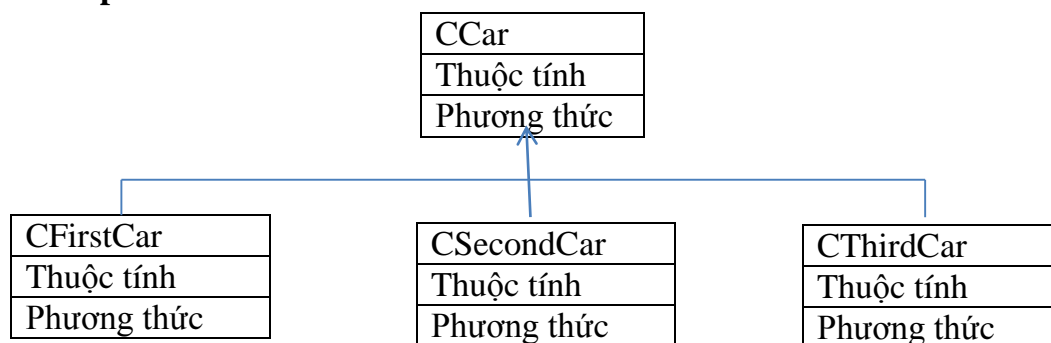 CCar
Thuộc tính
Phương thức
CFirstCar
Thuộc tính
Phương thức
CSecondCar
Thuộc tính
Phương thức
CThirdCar
Thuộc tính
Phương thức